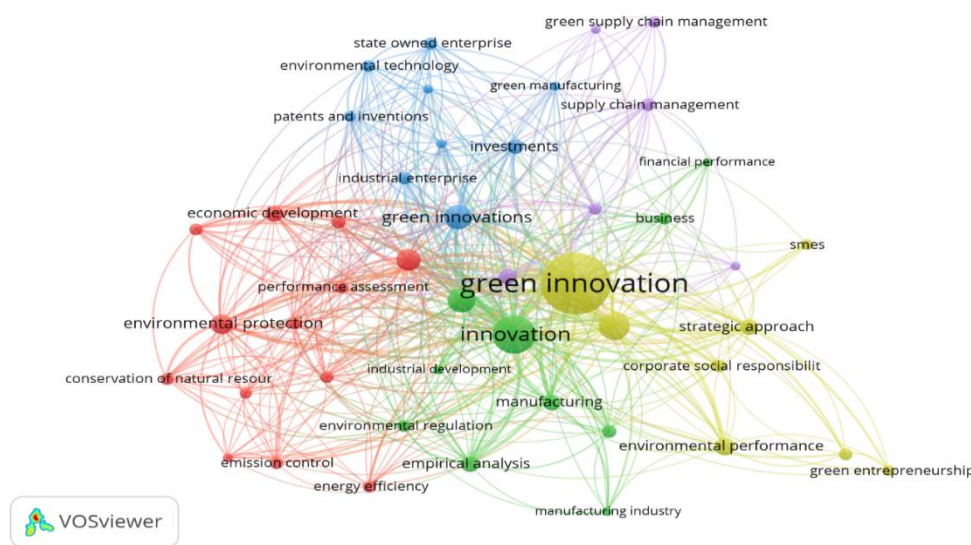 green supply chain management
state owned enterprise
environmental technology
green manufacturing
supply chain management
patents and inventions
investments
financial performance
industrial enterprise
economic development
green innovations
business
smes
green innovation
performance assessment
environmental protection
innovation
strategic approach
industrial development
corporate social responsibilit
conservation of natural resour
manufacturing
environmental regulation
environmental performance
emission control
empirical analysis
green entrepreneurship
energy efficiency
manufacturing industry
VOSviewer